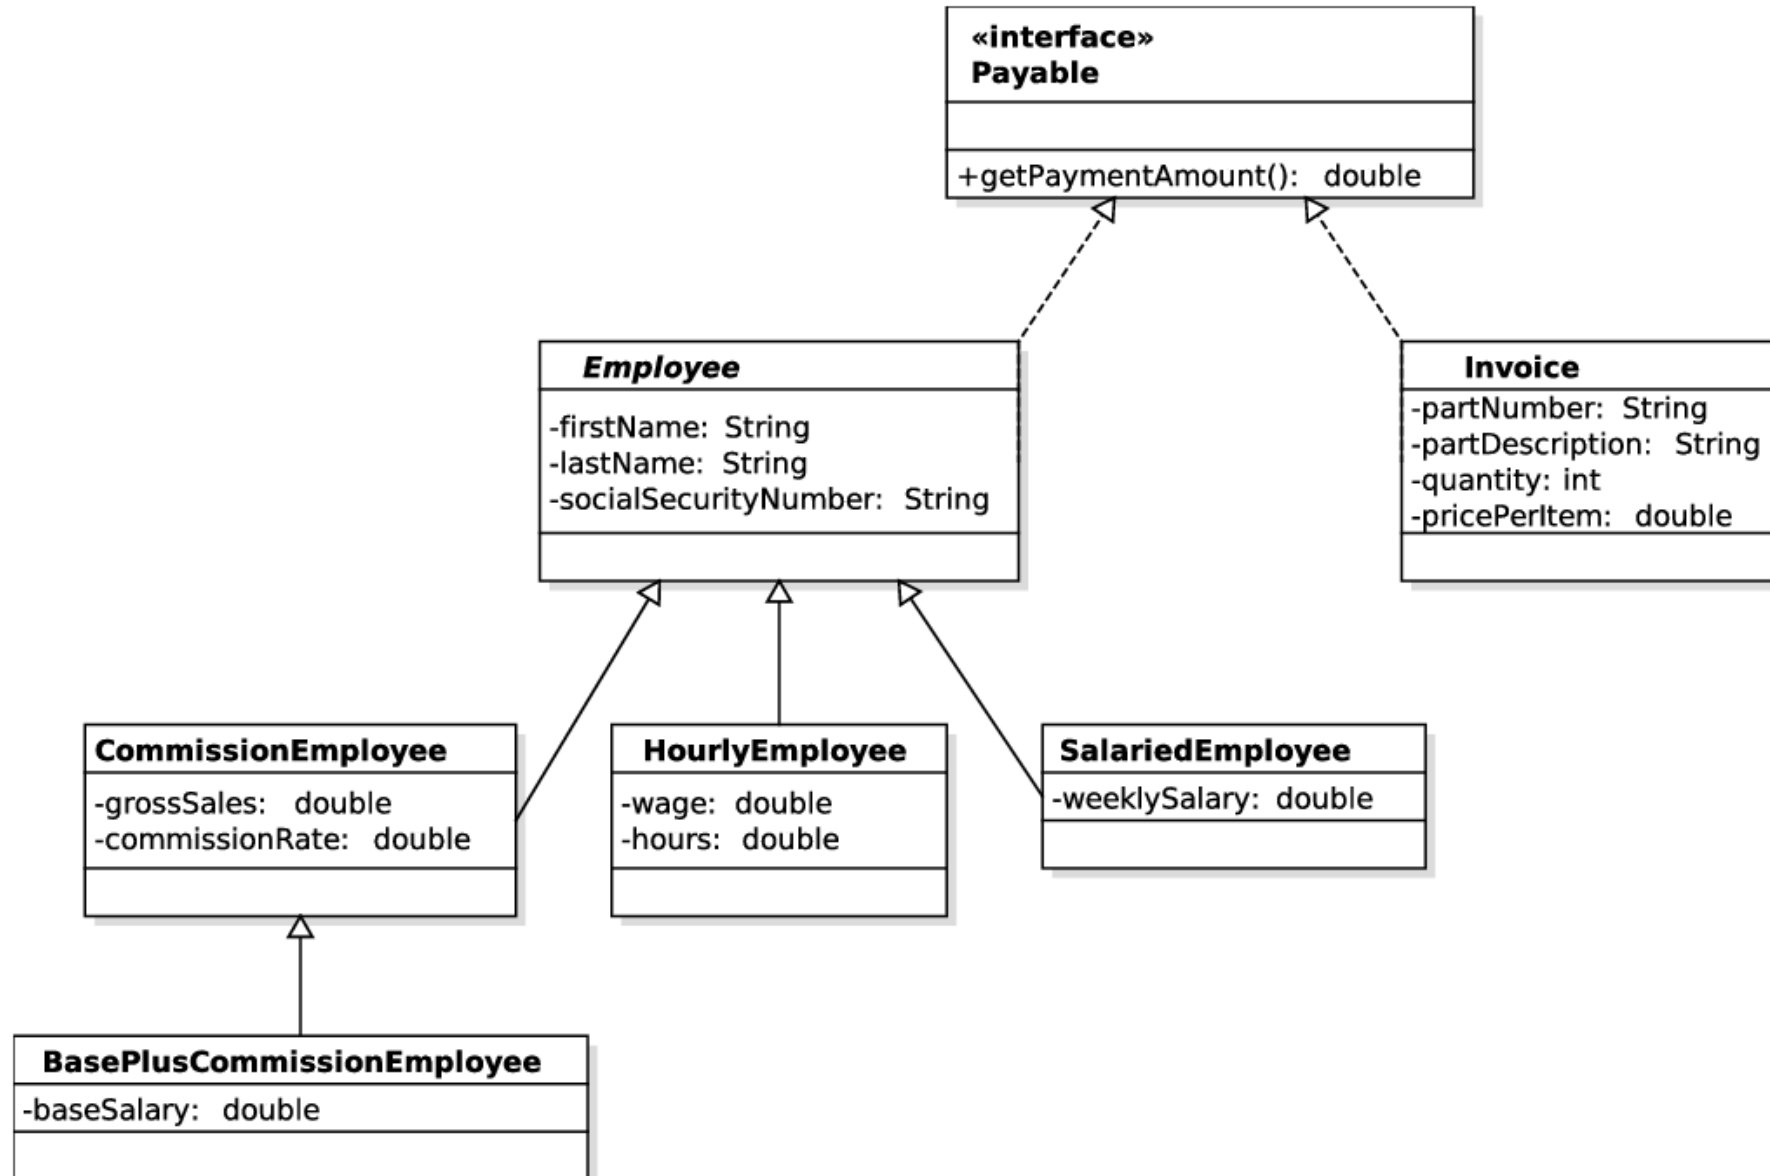 «interface»
Payable
+getPaymentAmount(): double
Employee
-firstName: String
-lastName: String
-socialSecurityNumber: String
Invoice
-partNumber: String
-partDescription: String
-quantity: int
-pricePerItem: double
CommissionEmployee
-grossSales: double
-commissionRate: double
HourlyEmployee
-wage: double
-hours: double
SalariedEmployee
-weeklySalary: double
BasePlusCommissionEmployee
-baseSalary: double